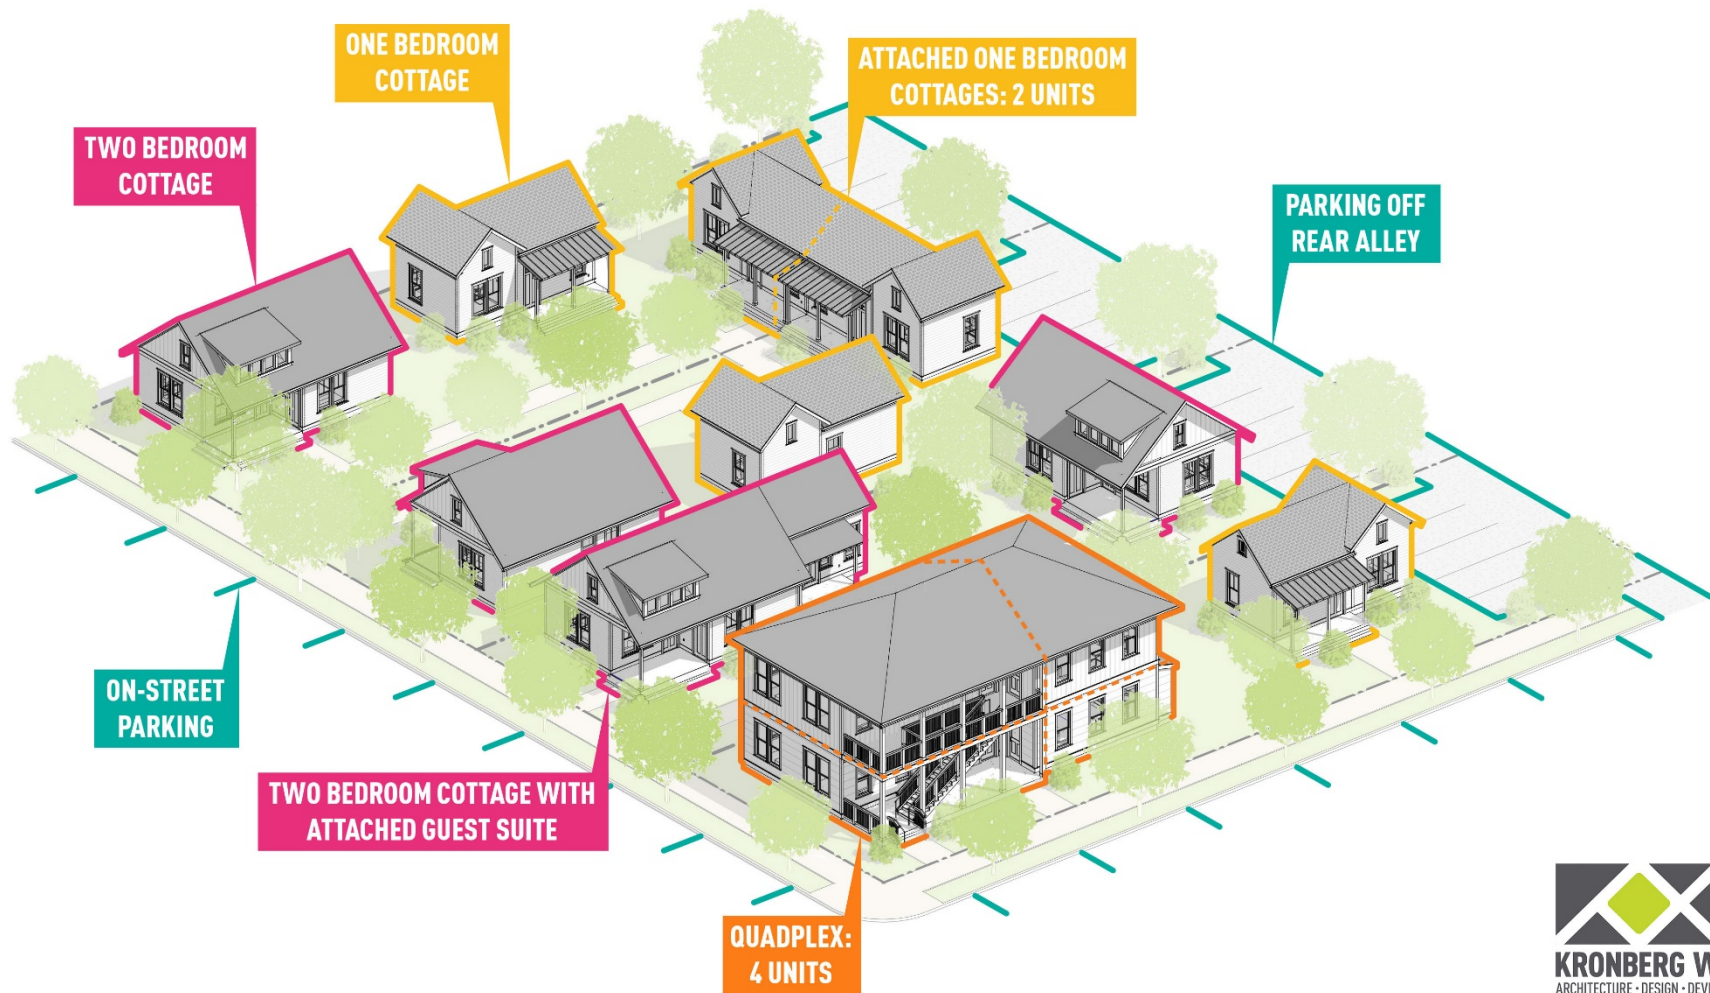 ONE BEDROOM
COTTAGE
ATTACHED ONE BEDROOM
COTTAGES: 2 UNITS
TWO BEDROOM
COTTAGE
PARKING OFF
REAR ALLEY
ON-STREET
PARKING
TWO BEDROOM COTTAGE WITH
ATTACHED GUEST SUITE
QUADPLEX:
4 UNITS
KRONBERG W
ARCHITECTURE • DESIGN •